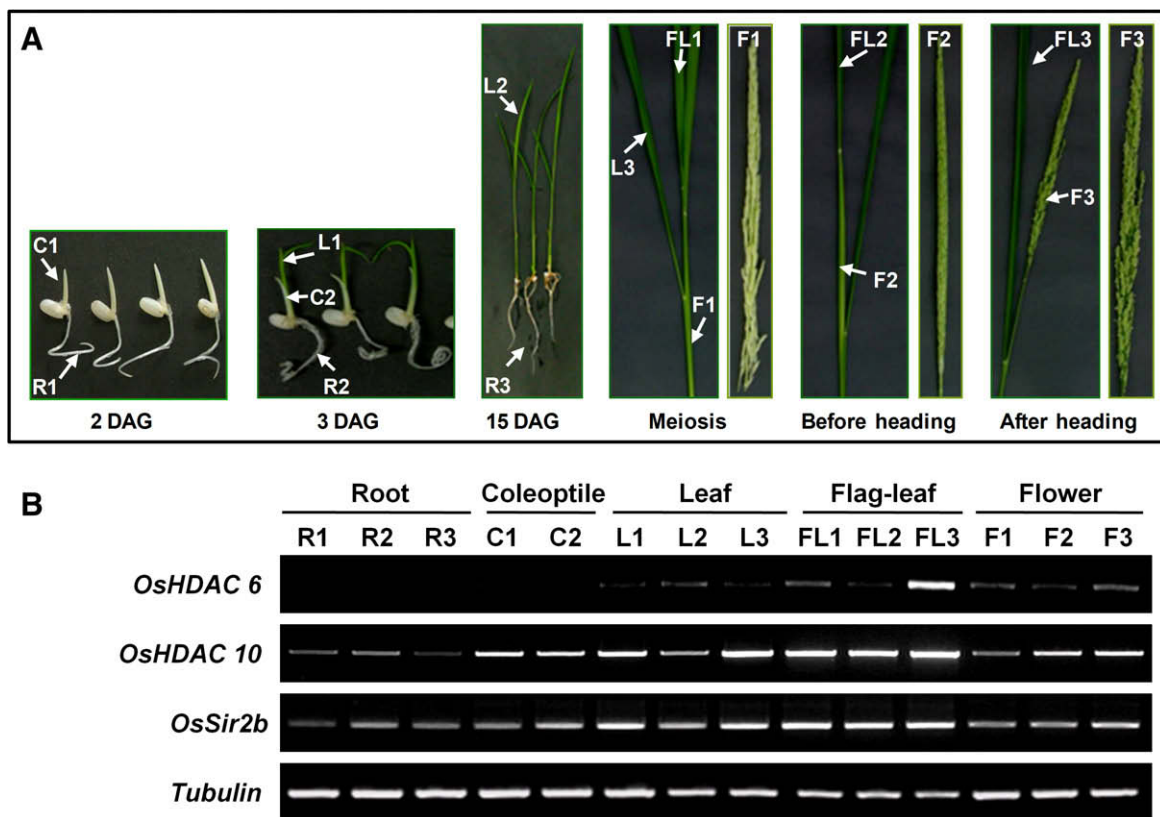 A
C1
R1
2 DAG
L1
C2
R2
3 DAG
L2
R3
15 DAG
L3
FL1
F1
F1
Meiosis
FL2
F2
F2
Before heading
FL3
F3
F3
After heading
B
Root Coleoptile Leaf Flag-leaf Flower
R1 R2 R3 C1 C2 L1 L2 L3 FL1 FL2 FL3 F1 F2 F3
OsHDAC 6
OsHDAC 10
OsSir2b
Tubulin